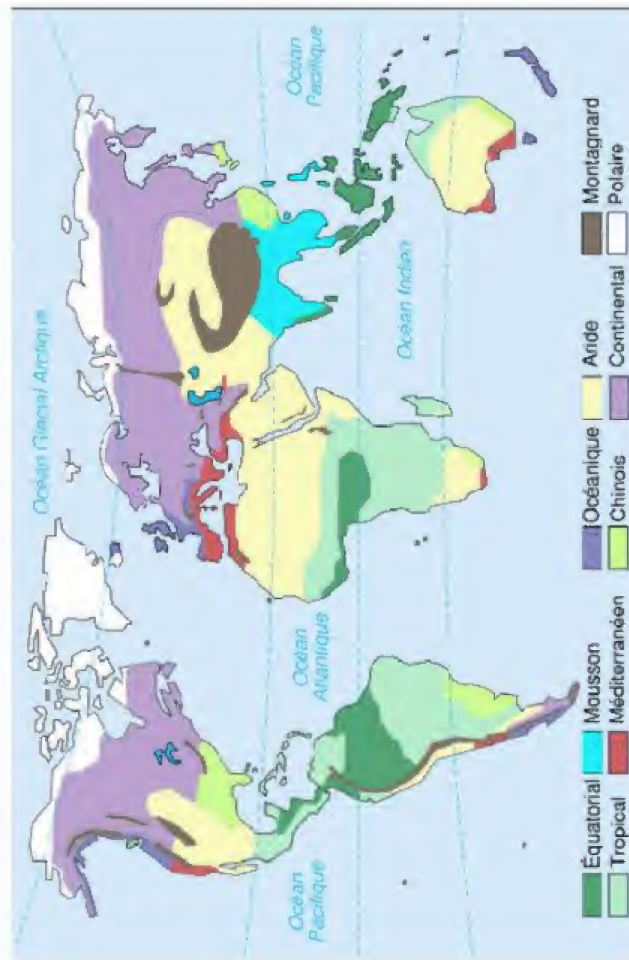 Océan Glacial Arctique
Océan
Pacifique
Océan
Atlantique
Océan Indien
Océan
Pacifique
Équatorial
Mousson
Océanique
Aride
Montagnard
Tropical
Méditerranéen
Chinois
Continental
Polaire